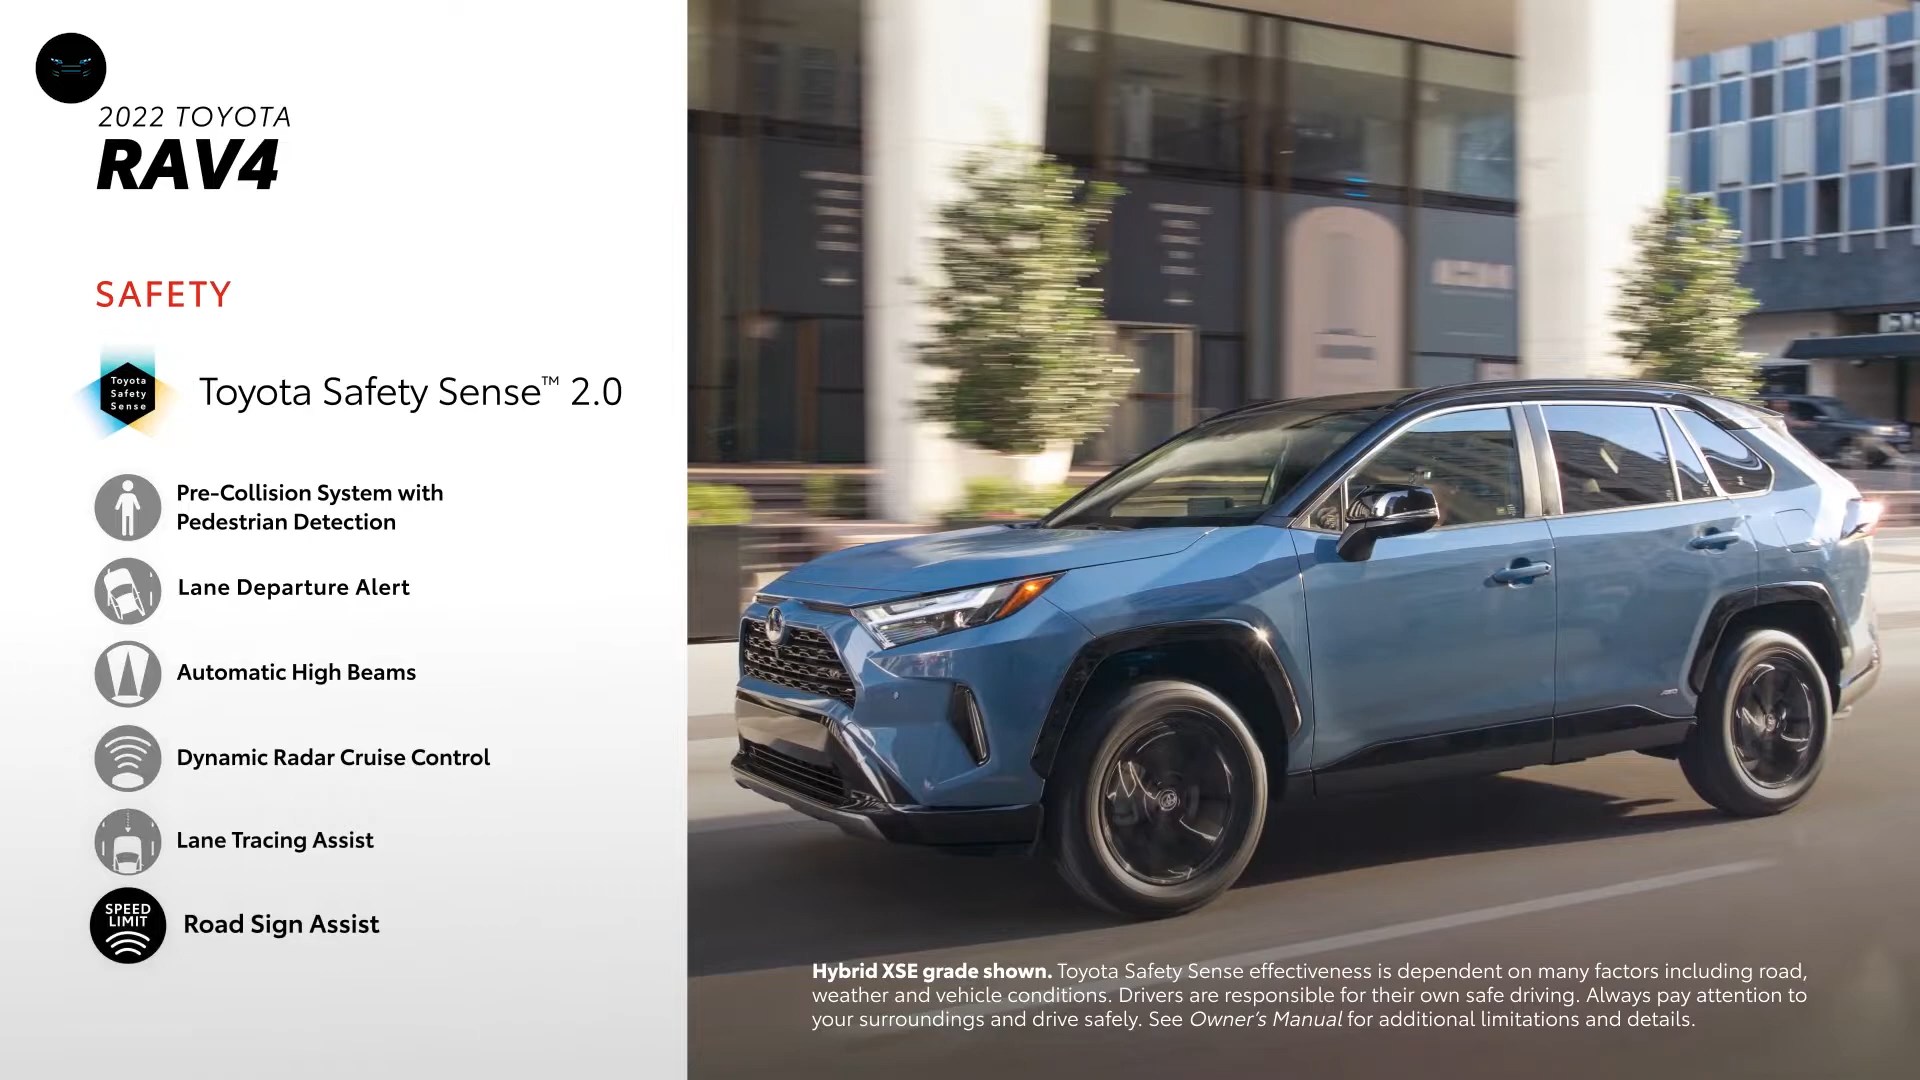 2022 TOYOTA
RAV4
SAFETY
Toyota
Safety
Sense
Toyota Safety Sense™ 2.0
Pre-Collision System with
Pedestrian Detection
Lane Departure Alert
Automatic High Beams
Dynamic Radar Cruise Control
Lane Tracing Assist
SPEED
LIMIT
Road Sign Assist
Hybrid XSE grade shown. Toyota Safety Sense effectiveness is dependent on many factors including road,
weather and vehicle conditions. Drivers are responsible for their own safe driving. Always pay attention to
your surroundings and drive safely. See Owner's Manual for additional limitations and details.